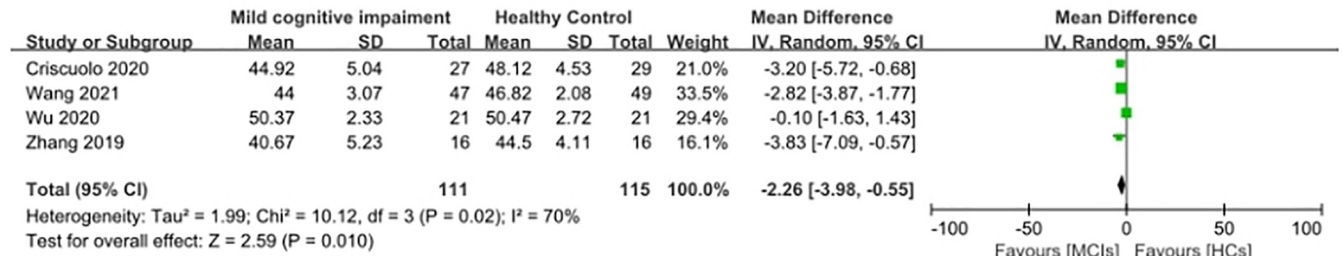 Mild cognitive impaiment Healthy Control Mean Difference Mean Difference
Study or Subgroup Mean SD Total Mean SD Total Weight IV, Random, 95% CI IV, Random, 95% CI
Criscuolo 2020 44.92 5.04 27 48.12 4.53 29 21.0% -3.20 [-5.72, -0.68]
Wang 2021 44 3.07 47 46.82 2.08 49 33.5% -2.82 [-3.87, -1.77]
Wu 2020 50.37 2.33 21 50.47 2.72 21 29.4% -0.10 [-1.63, 1.43]
Zhang 2019 40.67 5.23 16 44.5 4.11 16 16.1% -3.83 [-7.09, -0.57]
Total (95% CI) 111 115 100.0% -2.26 [-3.98, -0.55]
Heterogeneity: Tau² = 1.99; Chi² = 10.12, df = 3 (P = 0.02); I² = 70%
Test for overall effect: Z = 2.59 (P = 0.010)
-100 -50 0 50 100
Favours [MCIs] Favours [HCs]